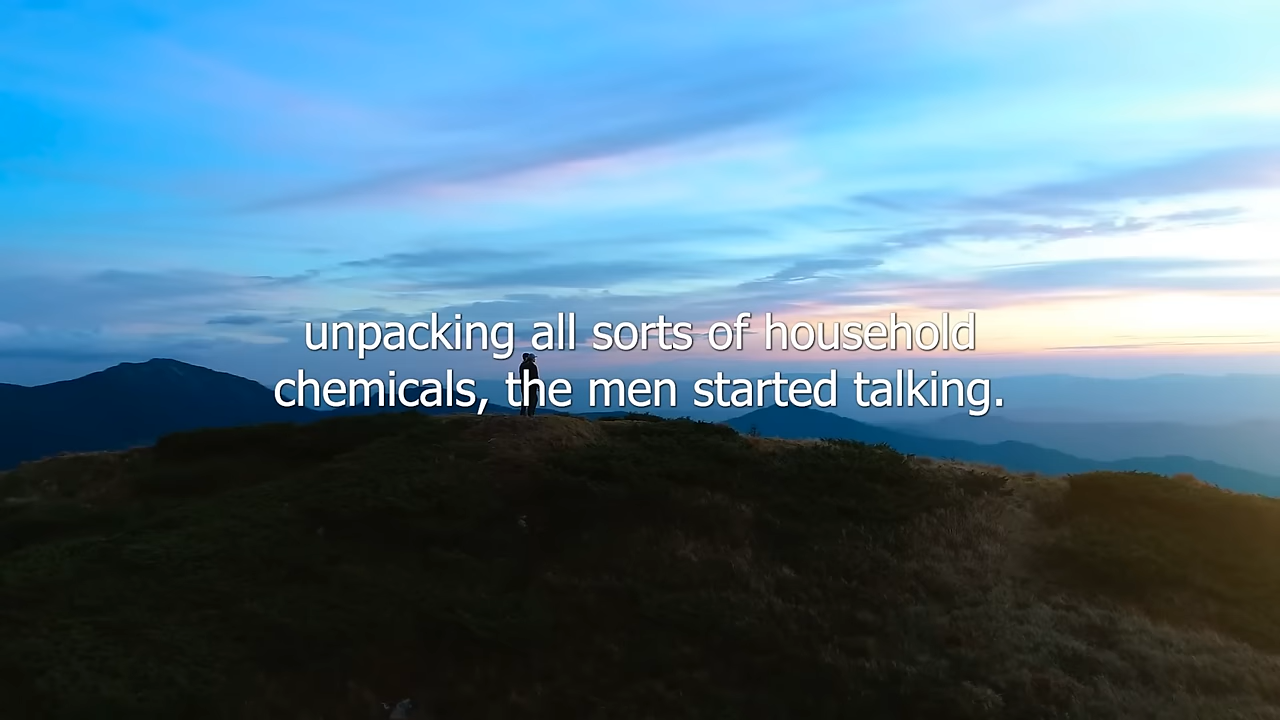 unpacking all sorts of household
chemicals, the men started talking.